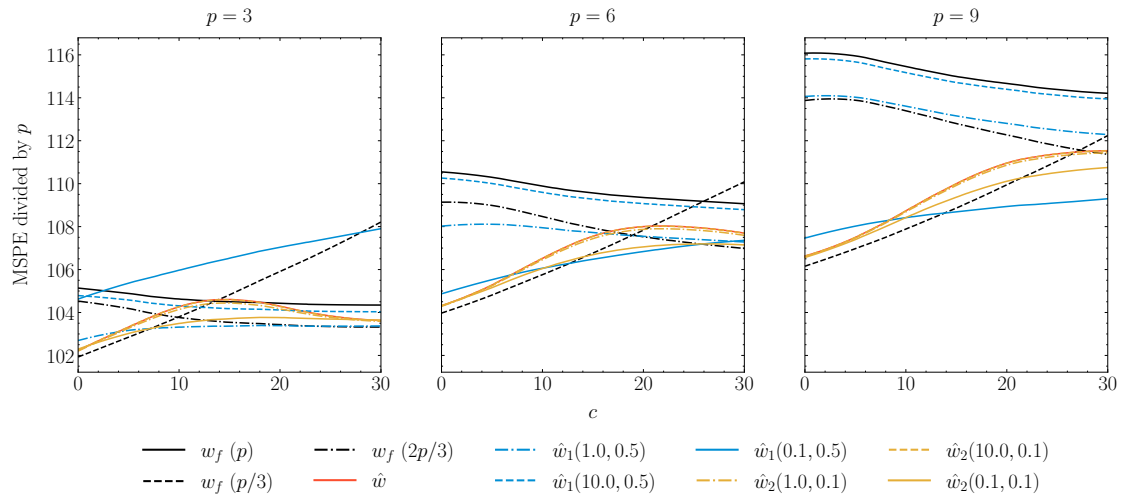 p = 3
p = 6
p = 9
MSPE divided by p
116
114
112
110
108
106
104
102
0 10 20 30
0 10 20 30
0 10 20 30
c
w_f (p) w_f (2p/3) ŵ_1(1.0, 0.5) ŵ_1(0.1, 0.5) ŵ_2(10.0, 0.1)
w_f (p/3) ŵ ŵ_1(10.0, 0.5) ŵ_2(1.0, 0.1) ŵ_2(0.1, 0.1)